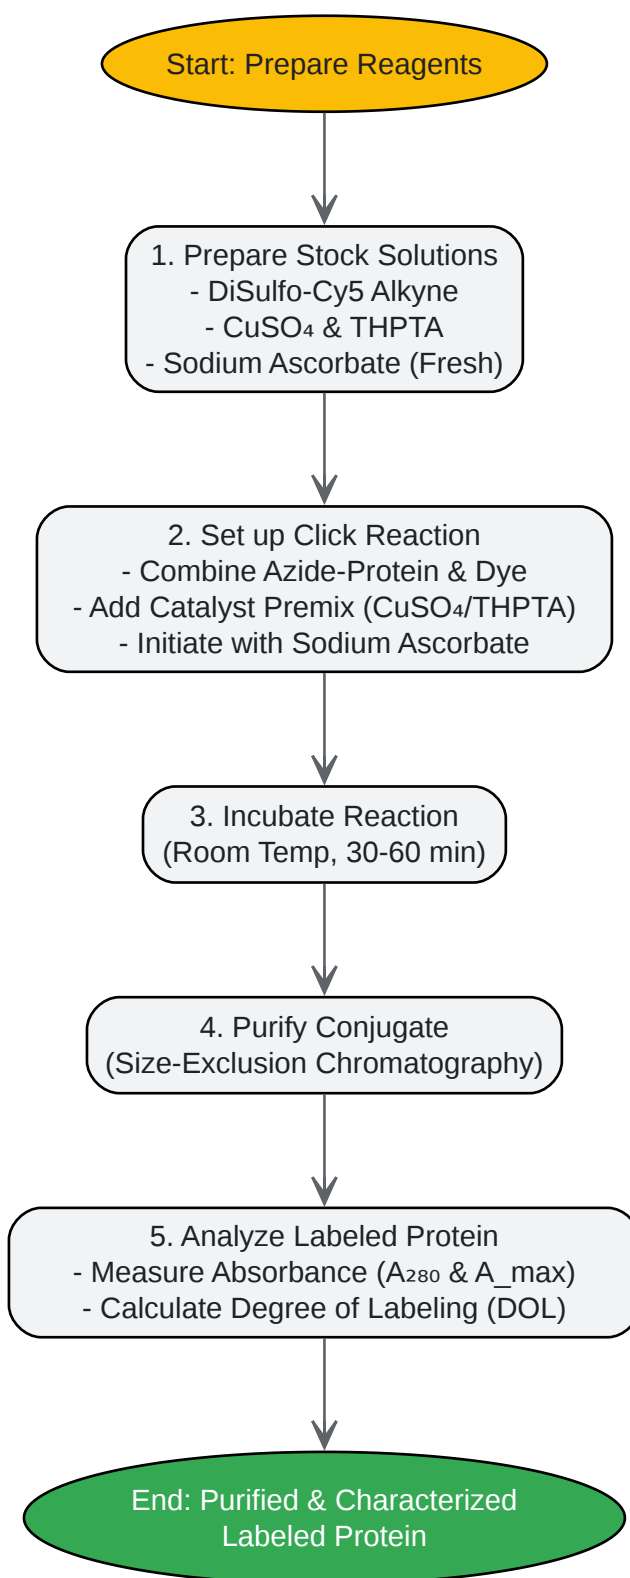 Start: Prepare Reagents
1. Prepare Stock Solutions
- DiSulfo-Cy5 Alkyne
- CuSO₄ & THPTA
- Sodium Ascorbate (Fresh)
2. Set up Click Reaction
- Combine Azide-Protein & Dye
- Add Catalyst Premix (CuSO₄/THPTA)
- Initiate with Sodium Ascorbate
3. Incubate Reaction
(Room Temp, 30-60 min)
4. Purify Conjugate
(Size-Exclusion Chromatography)
5. Analyze Labeled Protein
- Measure Absorbance (A₂₈₀ & A_max)
- Calculate Degree of Labeling (DOL)
End: Purified & Characterized
Labeled Protein